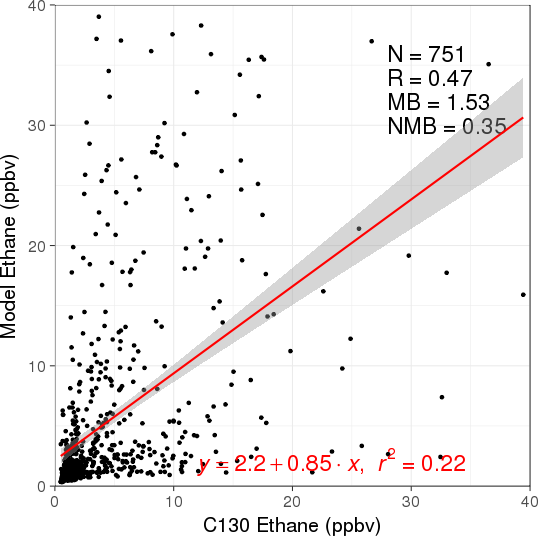 40
30
20
10
0
Model Ethane (ppbv)
N = 751
R = 0.47
MB = 1.53
NMB = 0.35
y = 2.2+0.85 · x, r² = 0.22
0 10 20 30 40
C130 Ethane (ppbv)